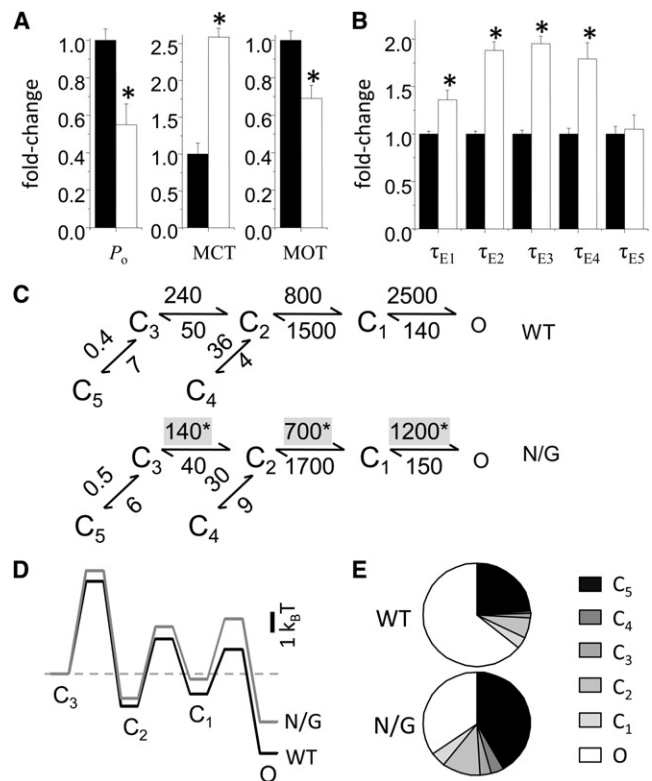 A
B
fold-change
1.0
0.8
0.6
0.4
0.2
0.0
*
*
Po
2.5
2.0
1.5
1.0
0.5
0.0
*
MCT
1.0
0.8
0.6
0.4
0.2
0.0
*
MOT
fold-change
2.0
1.5
1.0
1.5
0.0
* * * *
τE1 τE2 τE3 τE4 τE5
C
240 800 2500
C3 C2 C1 O WT
50 1500 140
0.4 7 36 4
C5 C4
140* 700* 1200*
C3 C2 C1 O N/G
40 1700 150
0.5 6 30 9
C5 C4
D
1 kBT
C3
C2
C1
N/G
WT
O
E
WT
N/G
C5
C4
C3
C2
C1
O